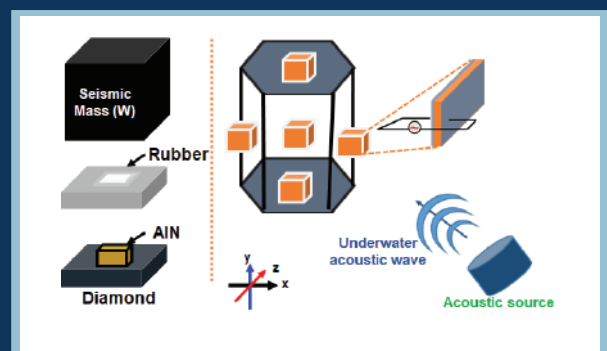 Seismic
Mass (W)
Rubber
AlN
Diamond
y
z
x
Underwater
acoustic wave
Acoustic source